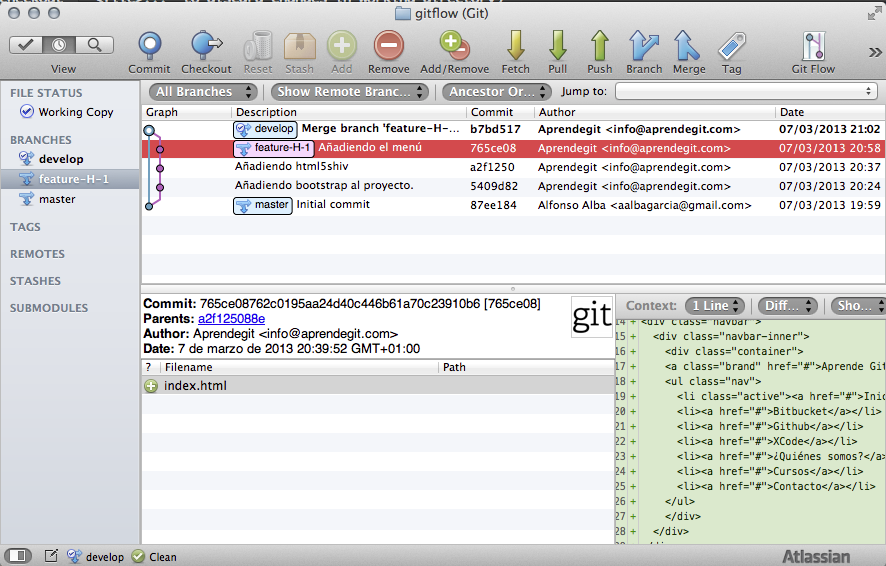 gitflow (Git)
View Commit Checkout Reset Stash Add Remove Add/Remove Fetch Pull Push Branch Merge Tag Git Flow
FILE STATUS
Working Copy
BRANCHES
develop
feature-H-1
master
TAGS
REMOTES
STASHES
SUBMODULES
All Branches Show Remote Branc... Ancestor Or... Jump to:
Graph Description Commit Author Date
develop Merge branch 'feature-H-... b7bd517 Aprendegit <info@aprendegit.com> 07/03/2013 21:02
feature-H-1 Añadiendo el menú 765ce08 Aprendegit <info@aprendegit.com> 07/03/2013 20:58
Añadiendo html5shiv a2f1250 Aprendegit <info@aprendegit.com> 07/03/2013 20:37
Añadiendo bootstrap al proyecto. 5409d82 Aprendegit <info@aprendegit.com> 07/03/2013 20:24
master Initial commit 87ee184 Alfonso Alba <aalbagarcia@gmail.com> 07/03/2013 19:59
Commit: 765ce08762c0195aa24d40c446b61a70c23910b6 [765ce08]
Parents: a2f125088e
Author: Aprendegit <info@aprendegit.com>
Date: 7 de marzo de 2013 20:39:52 GMT+01:00
git
? Filename Path
index.html
Context: 1 Line Diff... Sho...
14 + <div class="navbar">
15 + <div class="navbar-inner">
16 + <div class="container">
17 + <a class="brand" href="#">Aprende Git
18 + <ul class="nav">
19 + <li class="active"><a href="#">Inic
20 + <li><a href="#">Bitbucket</a></li>
21 + <li><a href="#">Github</a></li>
22 + <li><a href="#">XCode</a></li>
23 + <li><a href="#">¿Quiénes somos?</a>
24 + <li><a href="#">Cursos</a></li>
25 + <li><a href="#">Contacto</a></li>
26 + </ul>
27 + </div>
28 + </div>
develop Clean
Atlassian